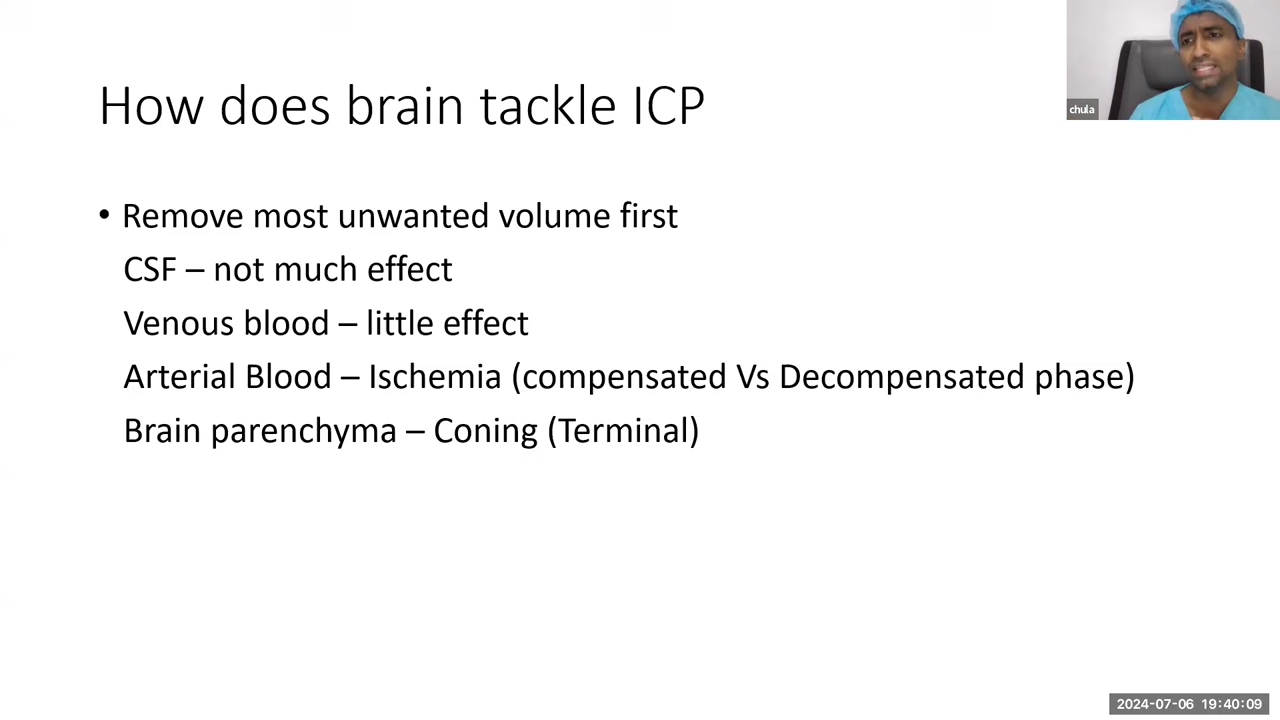 How does brain tackle ICP
chula
• Remove most unwanted volume first
CSF – not much effect
Venous blood – little effect
Arterial Blood – Ischemia (compensated Vs Decompensated phase)
Brain parenchyma – Coning (Terminal)
2024-07-06 19:40:09